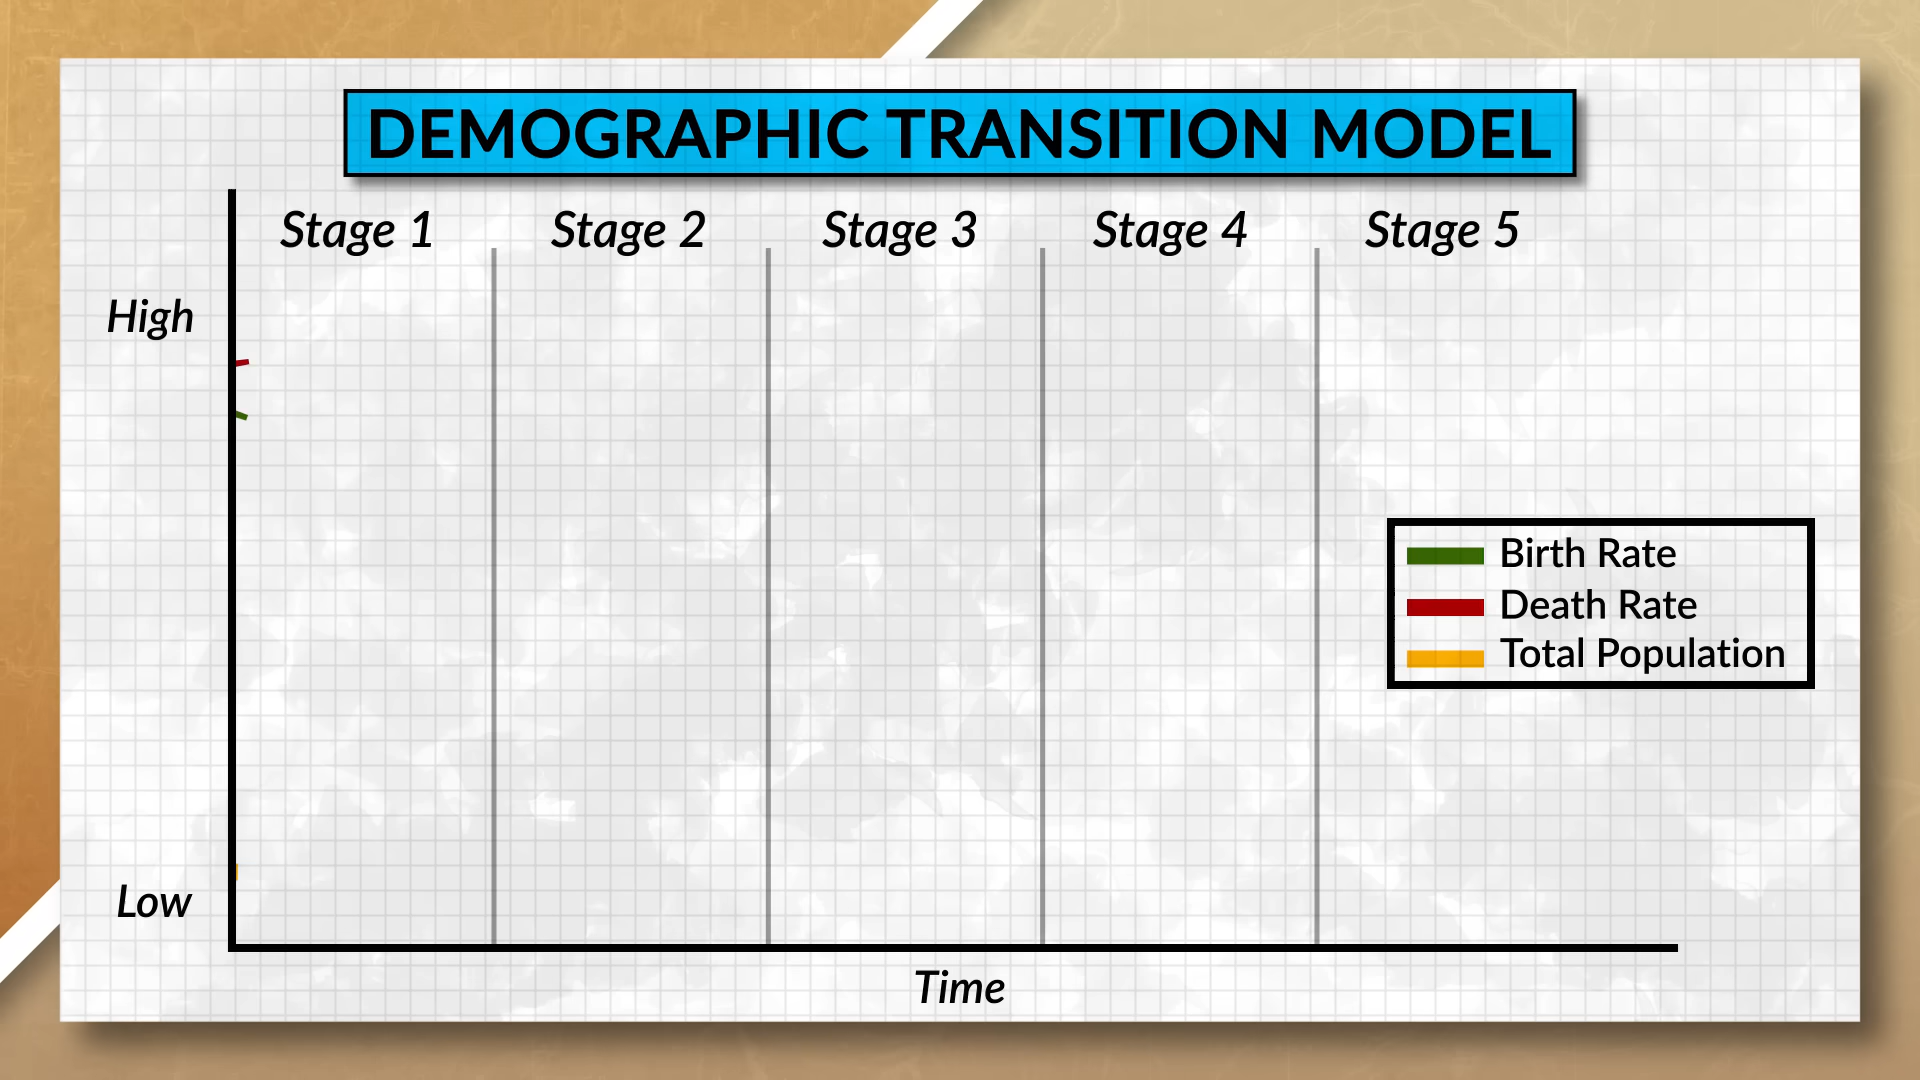 DEMOGRAPHIC TRANSITION MODEL
Stage 1 Stage 2 Stage 3 Stage 4 Stage 5
High
Birth Rate
Death Rate
Total Population
Low
Time